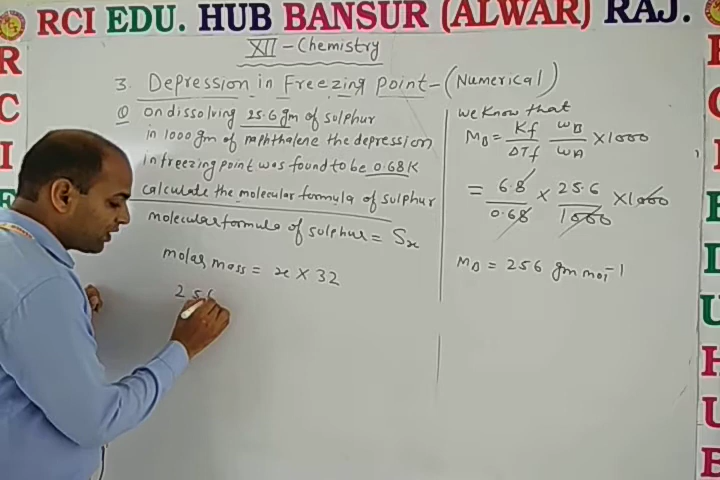 RCI EDU. HUB BANSUR (ALWAR) RAJ.
XII - Chemistry
3. Depression in Freezing Point - (Numerical)
Q on dissolving 25.6 gm of sulphur
in 1000 gm of naphthalene the depression
in freezing point was found to be 0.68 K
calculate the molecular formula of sulphur
molecular formula of sulphur = Sx
molar mass = x × 32
256
we know that
MB = Kf/ΔTf wB/wA × 1000
= 6.8/0.68 × 25.6/1000 × 1000
MB = 256 gm mol-1
R
C
I
E
R
C
I
E
D
U
H
U
B